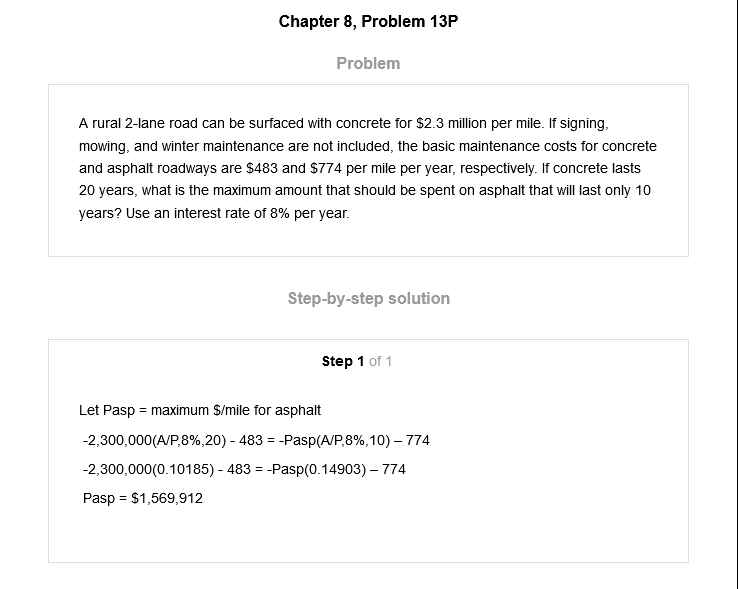 Chapter 8, Problem 13P
Problem
A rural 2-lane road can be surfaced with concrete for $2.3 million per mile. If signing,
mowing, and winter maintenance are not included, the basic maintenance costs for concrete
and asphalt roadways are $483 and $774 per mile per year, respectively. If concrete lasts
20 years, what is the maximum amount that should be spent on asphalt that will last only 10
years? Use an interest rate of 8% per year.
Step-by-step solution
Step 1 of 1
Let Pasp = maximum $/mile for asphalt
-2,300,000(A/P,8%,20) - 483 = -Pasp(A/P,8%,10) – 774
-2,300,000(0.10185) - 483 = -Pasp(0.14903) – 774
Pasp = $1,569,912